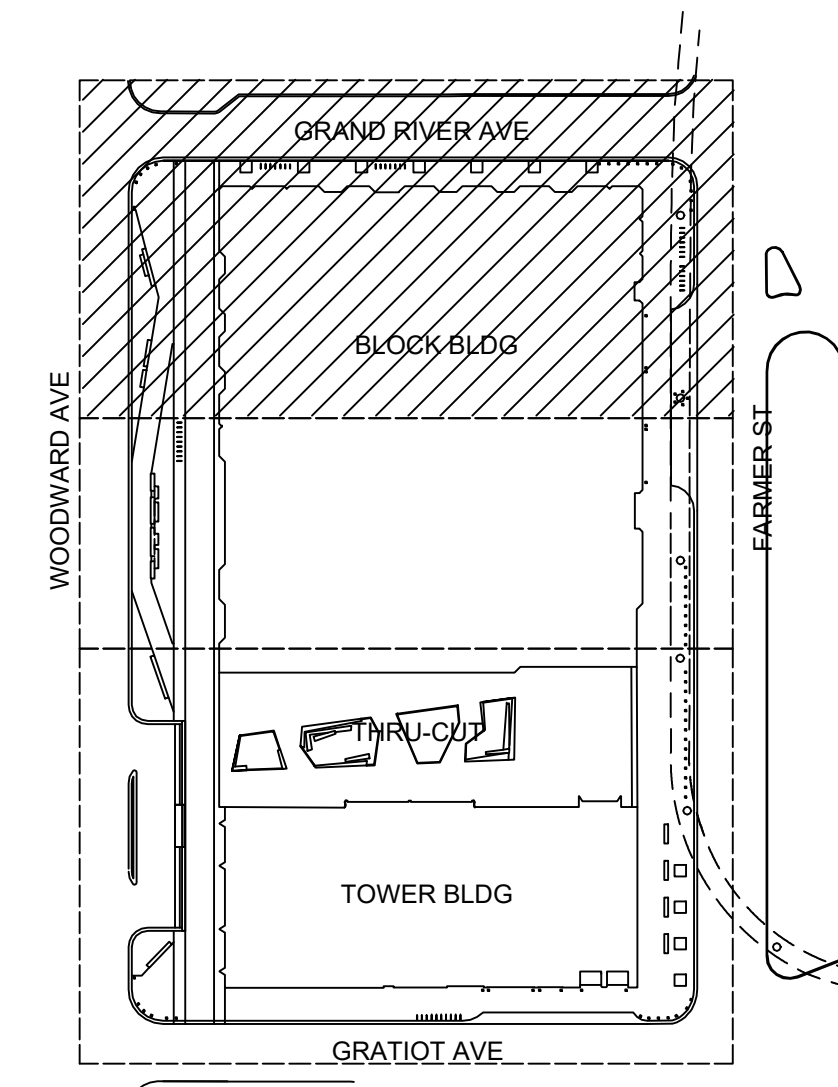 GRAND RIVER AVE
BLOCK BLDG
WOODWARD AVE
FARMER ST
THRU-CUT
TOWER BLDG
GRATIOT AVE